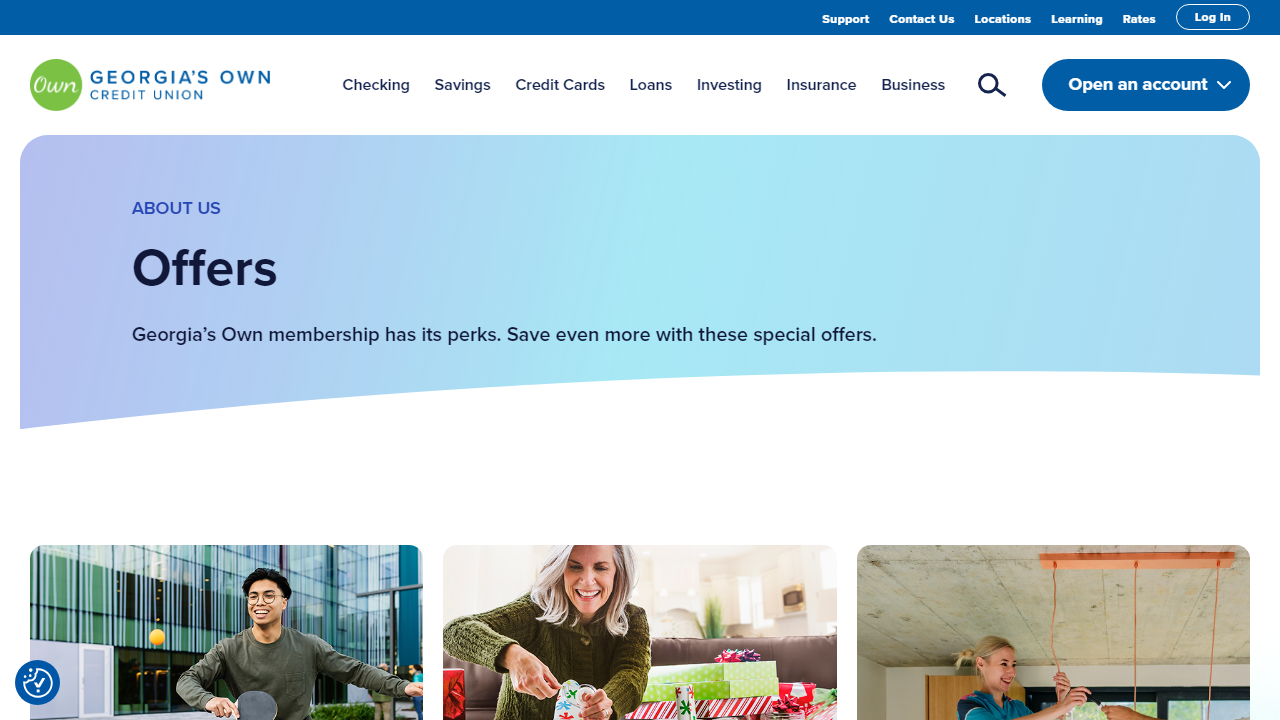 Support Contact Us Locations Learning Rates Log In
Own GEORGIA'S OWN
CREDIT UNION
Checking Savings Credit Cards Loans Investing Insurance Business Open an account
ABOUT US
Offers
Georgia’s Own membership has its perks. Save even more with these special offers.